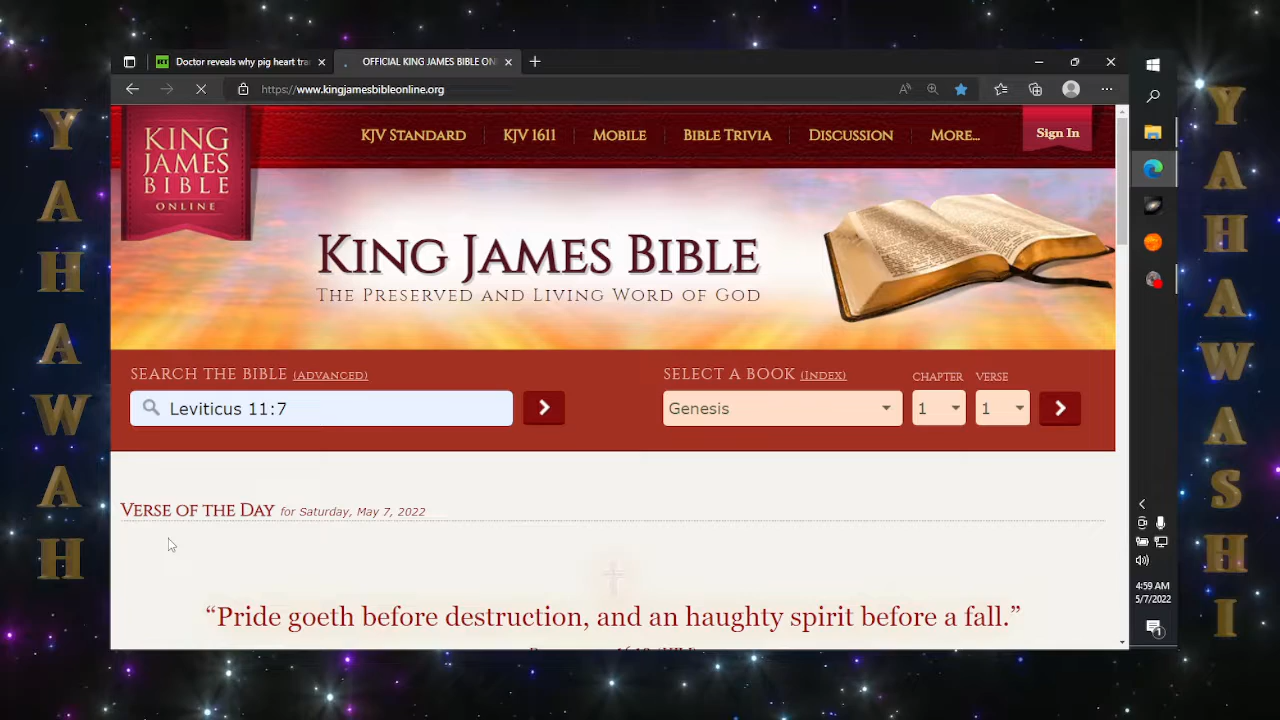 Y
A
H
A
W
A
H
RT Doctor reveals why pig heart tra
OFFICIAL KING JAMES BIBLE ON
https://www.kingjamesbibleonline.org
KING
JAMES
BIBLE
ONLINE
KJV STANDARD
KJV 1611
MOBILE
BIBLE TRIVIA
DISCUSSION
MORE...
Sign In
KING JAMES BIBLE
THE PRESERVED AND LIVING WORD OF GOD
SEARCH THE BIBLE (ADVANCED)
Leviticus 11:7
SELECT A BOOK (INDEX)
CHAPTER
VERSE
Genesis
1
1
VERSE OF THE DAY for Saturday, May 7, 2022
“Pride goeth before destruction, and an haughty spirit before a fall.”
4:59 AM
5/7/2022
1
Y
A
H
A
W
A
S
H
I